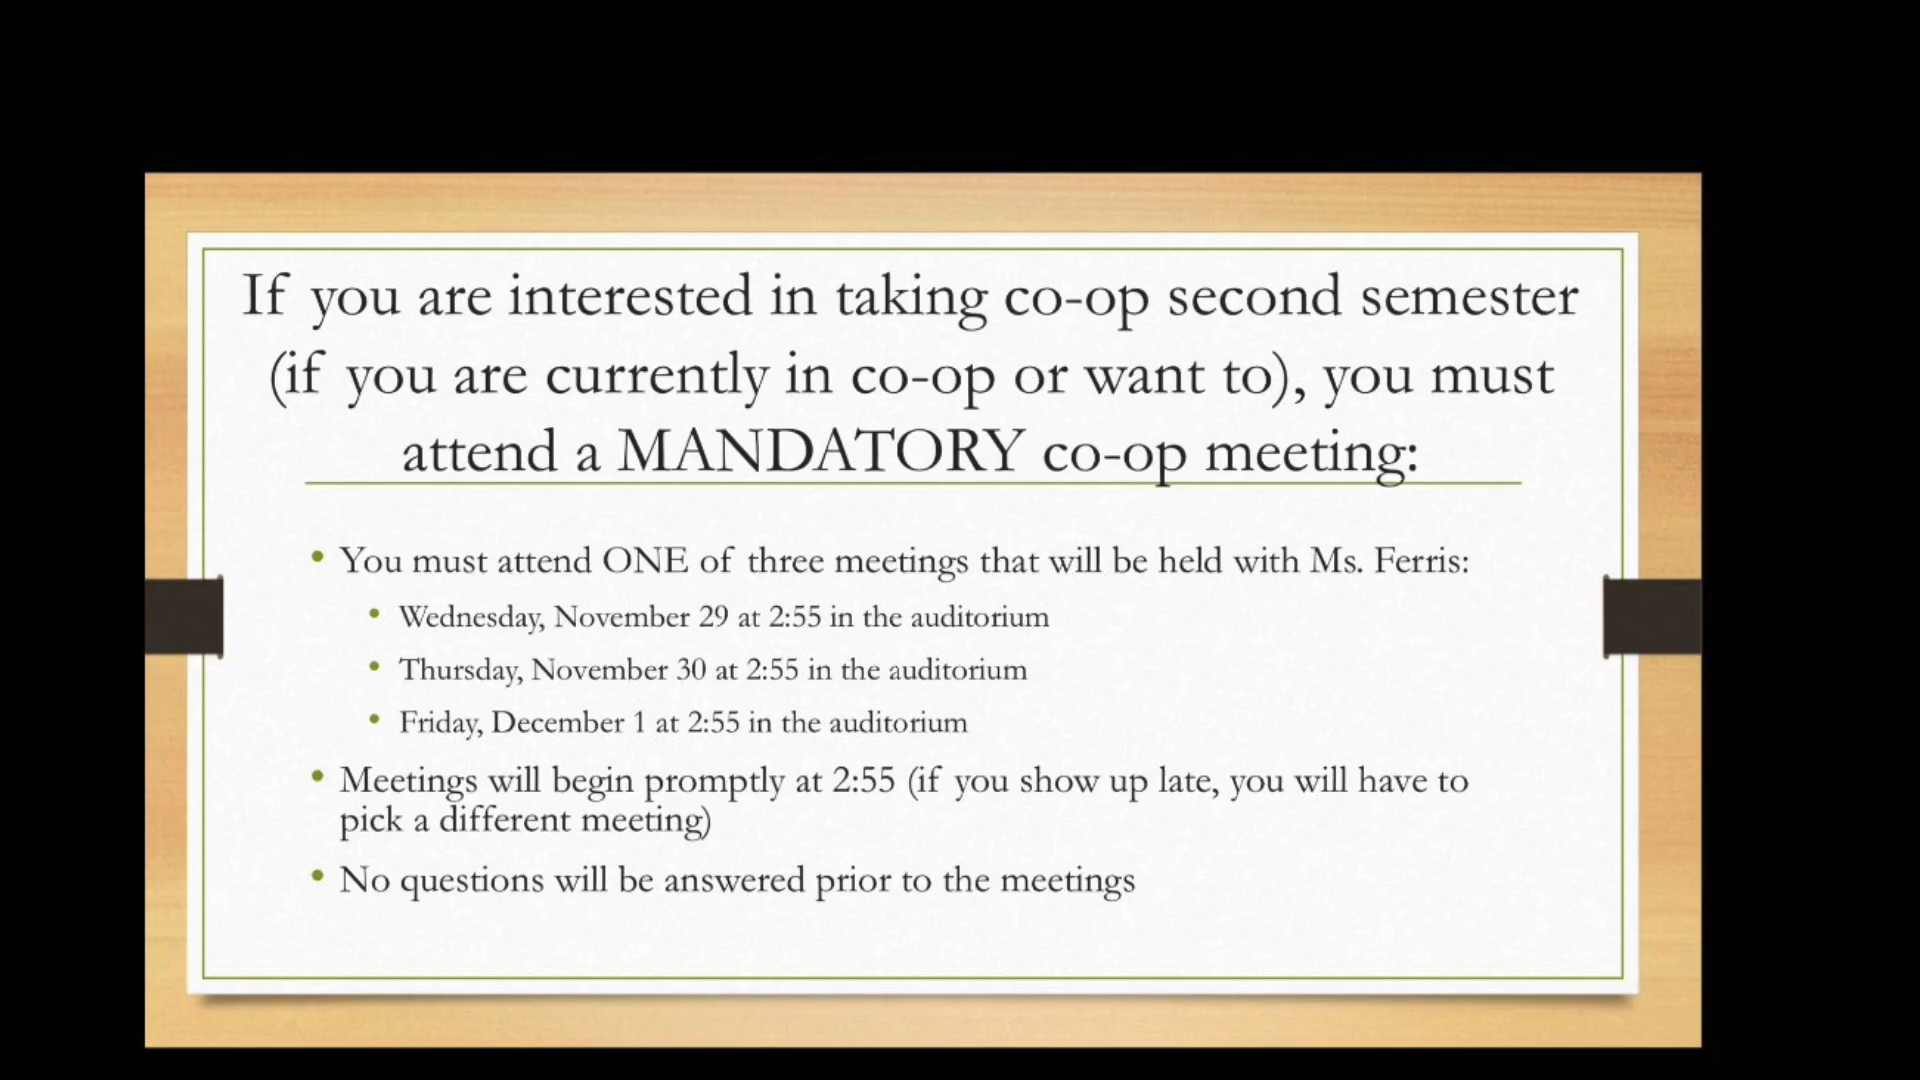 If you are interested in taking co-op second semester
(if you are currently in co-op or want to), you must
attend a MANDATORY co-op meeting:
• You must attend ONE of three meetings that will be held with Ms. Ferris:
• Wednesday, November 29 at 2:55 in the auditorium
• Thursday, November 30 at 2:55 in the auditorium
• Friday, December 1 at 2:55 in the auditorium
• Meetings will begin promptly at 2:55 (if you show up late, you will have to
pick a different meeting)
• No questions will be answered prior to the meetings